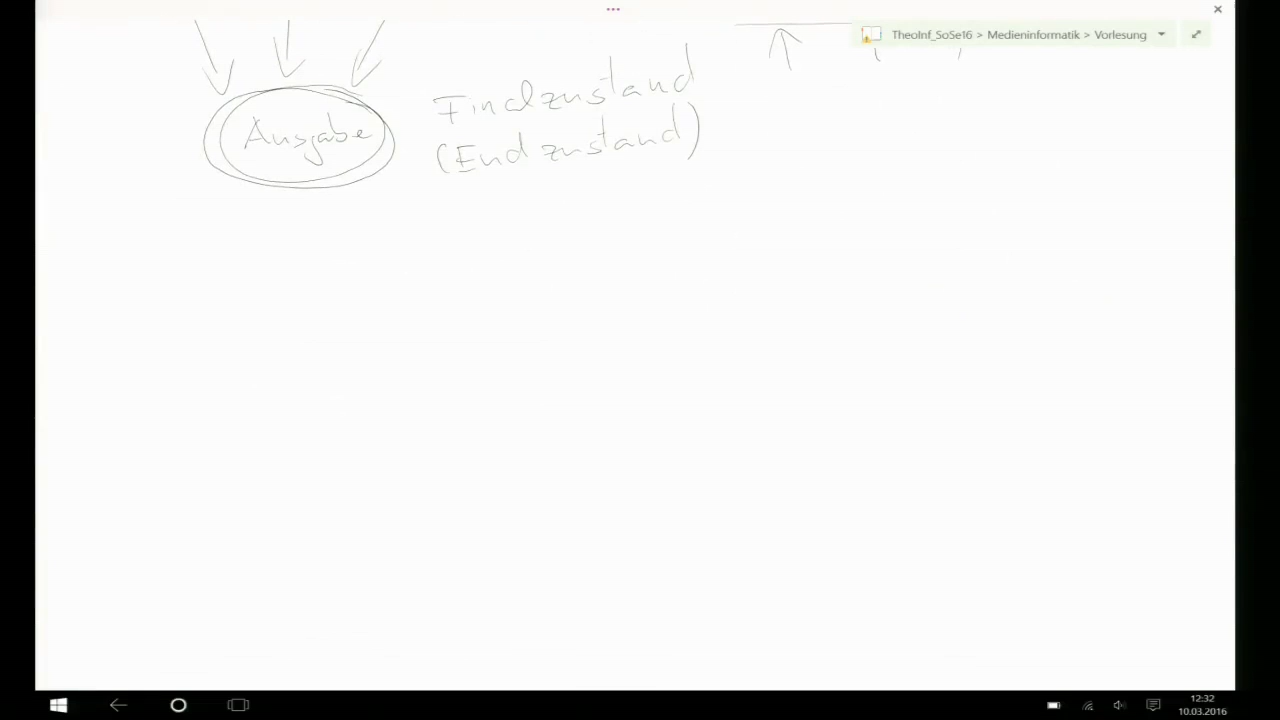 TheoInf_SoSe16 > Medieninformatik > Vorlesung
Finalzustand
Ausgabe
(Endzustand)
12:32
10.03.2016